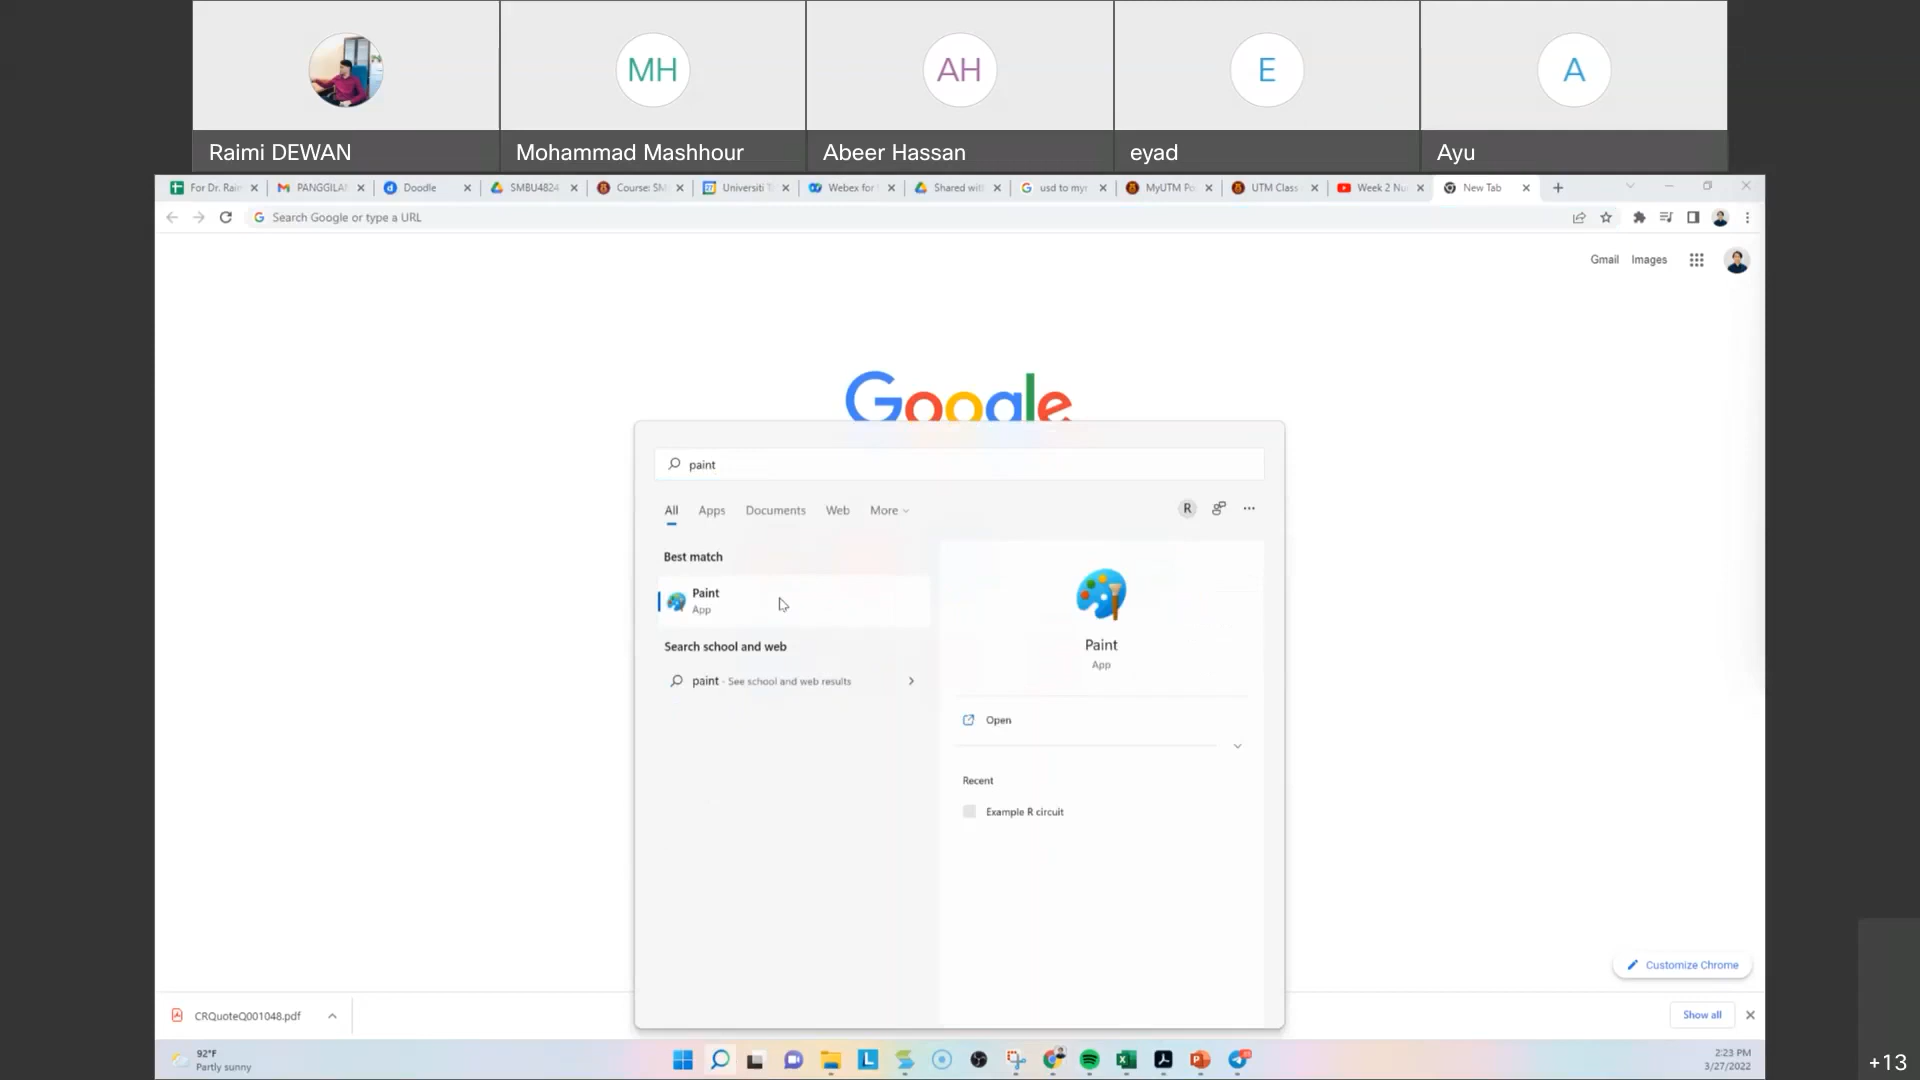 MH
AH
E
A
Raimi DEWAN
Mohammad Mashhour
Abeer Hassan
eyad
Ayu
For Dr. Rain
PANGGILA
Doodle
SMBU4824
Course: SM
Universiti T
Webex for
Shared with
usd to myr
MyUTM Po
UTM Class
Week 2 Nu
New Tab
Search Google or type a URL
Gmail
Images
Google
paint
All
Apps
Documents
Web
More
R
Best match
Paint
App
Search school and web
paint - See school and web results
Paint
App
Open
Recent
Example R circuit
Customize Chrome
CRQuoteQ001048.pdf
Show all
92°F
Partly sunny
2:23 PM
3/27/2022
+13